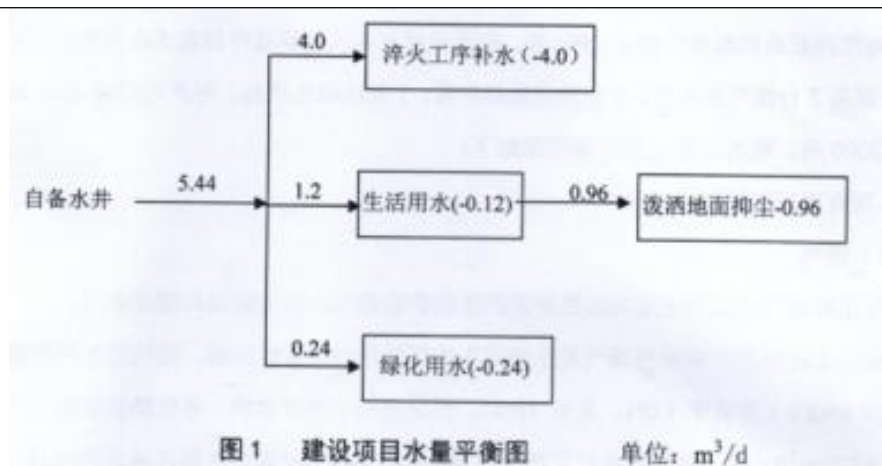 4.0
淬火工序补水(-4.0)
自备水井
5.44
1.2
生活用水(-0.12)
0.96
泼洒地面抑尘-0.96
0.24
绿化用水(-0.24)
图1 建设项目水量平衡图 单位：m³/d